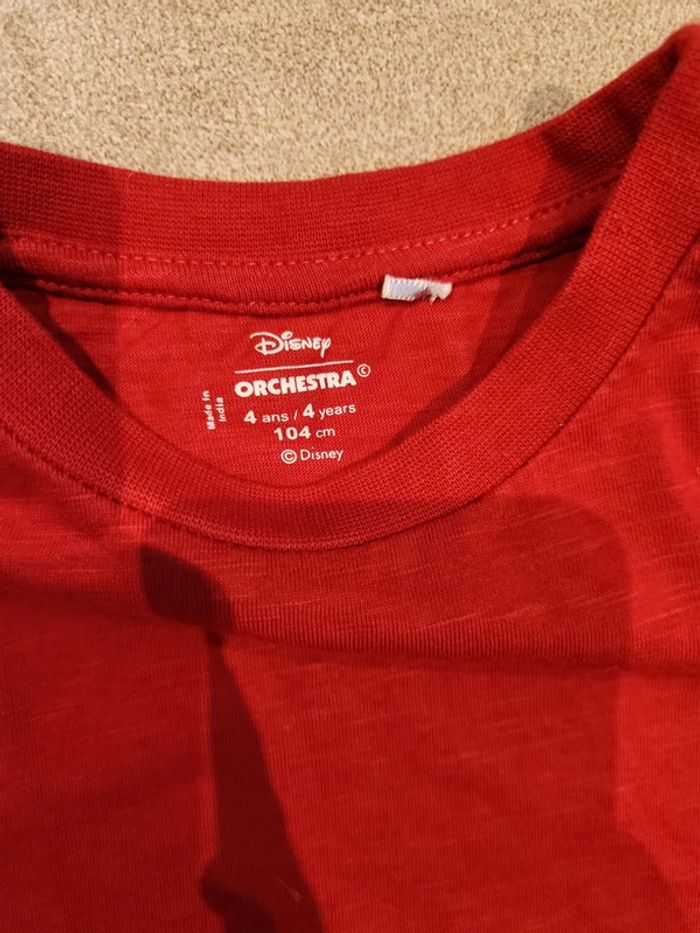 Disney
ORCHESTRA©
Made in
India
4 ans / 4 years
104 cm
© Disney